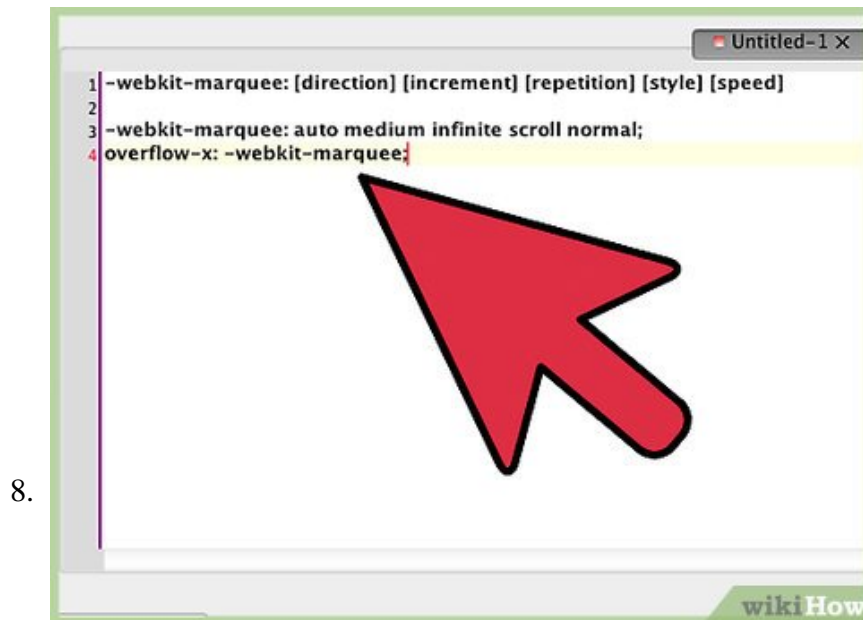 Untitled-1 ×
1 -webkit-marquee: [direction] [increment] [repetition] [style] [speed]
2
3 -webkit-marquee: auto medium infinite scroll normal;
4 overflow-x: -webkit-marquee;
8.
wikiHow